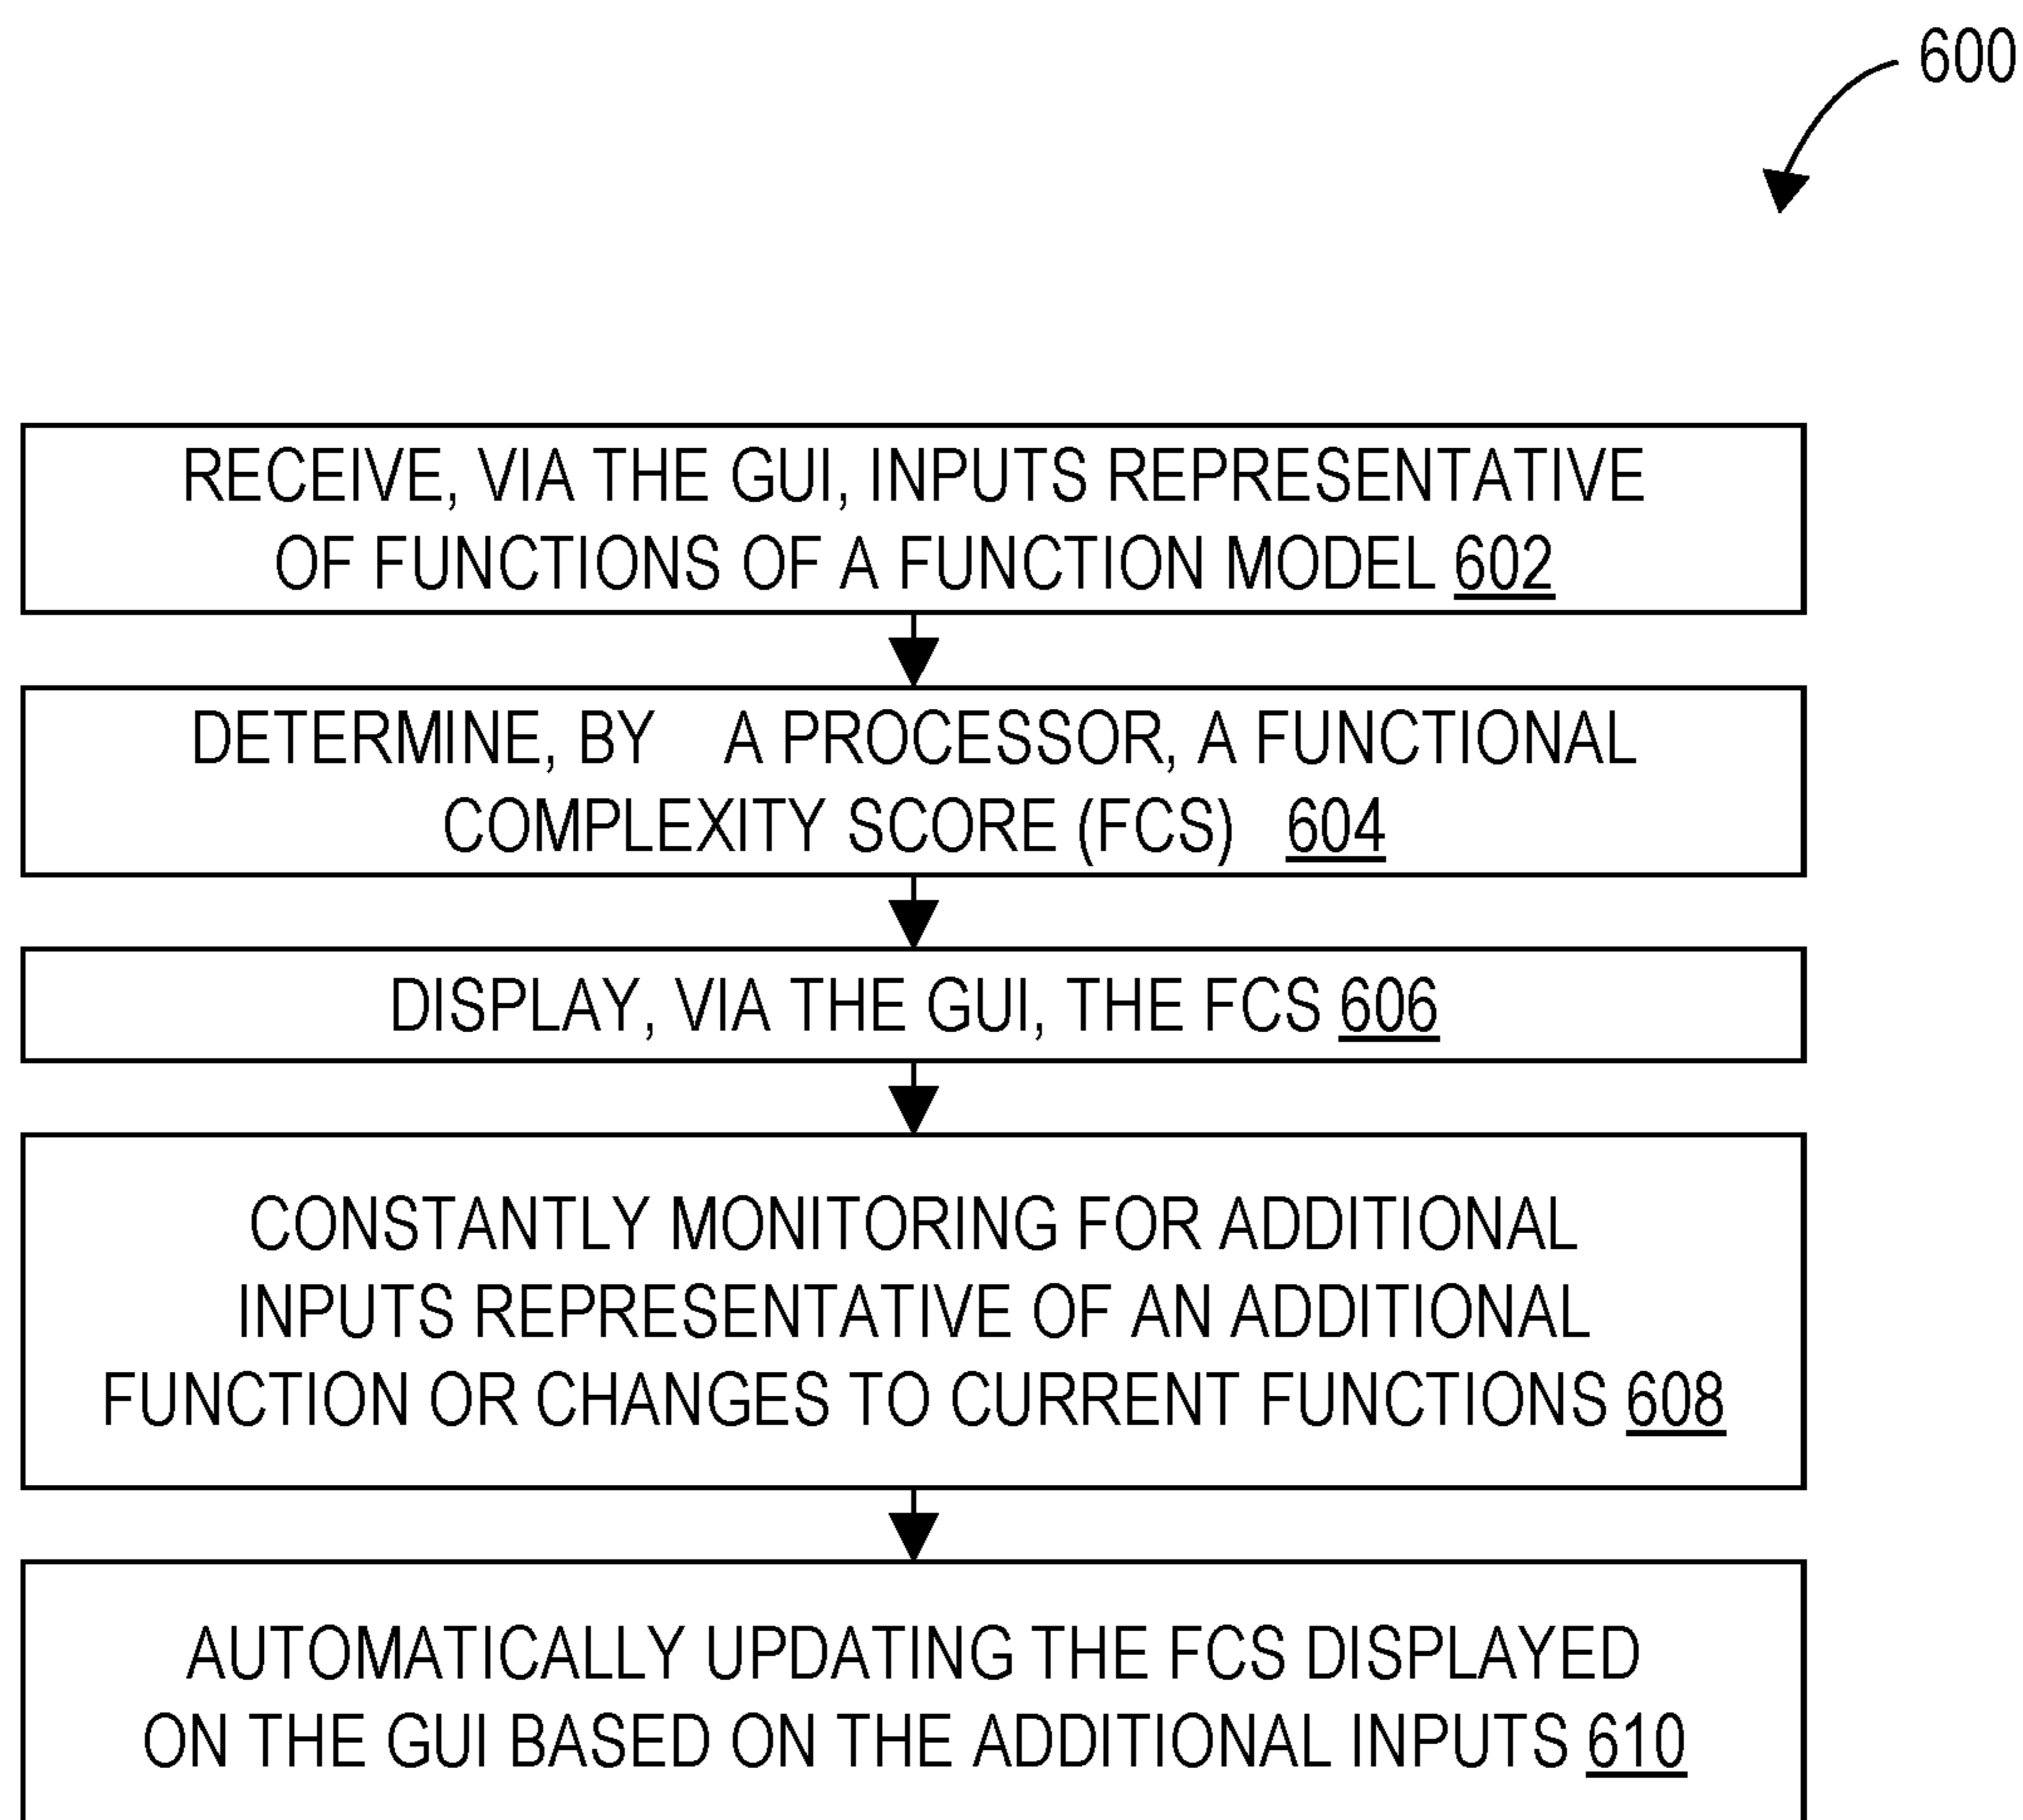 600
RECEIVE, VIA THE GUI, INPUTS REPRESENTATIVE
OF FUNCTIONS OF A FUNCTION MODEL 602
DETERMINE, BY A PROCESSOR, A FUNCTIONAL
COMPLEXITY SCORE (FCS) 604
DISPLAY, VIA THE GUI, THE FCS 606
CONSTANTLY MONITORING FOR ADDITIONAL
INPUTS REPRESENTATIVE OF AN ADDITIONAL
FUNCTION OR CHANGES TO CURRENT FUNCTIONS 608
AUTOMATICALLY UPDATING THE FCS DISPLAYED
ON THE GUI BASED ON THE ADDITIONAL INPUTS 610